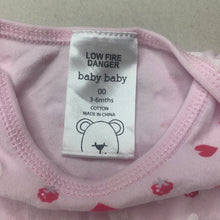 LOW FIRE
DANGER
baby baby
00
3-6mths
COTTON
MADE IN CHINA